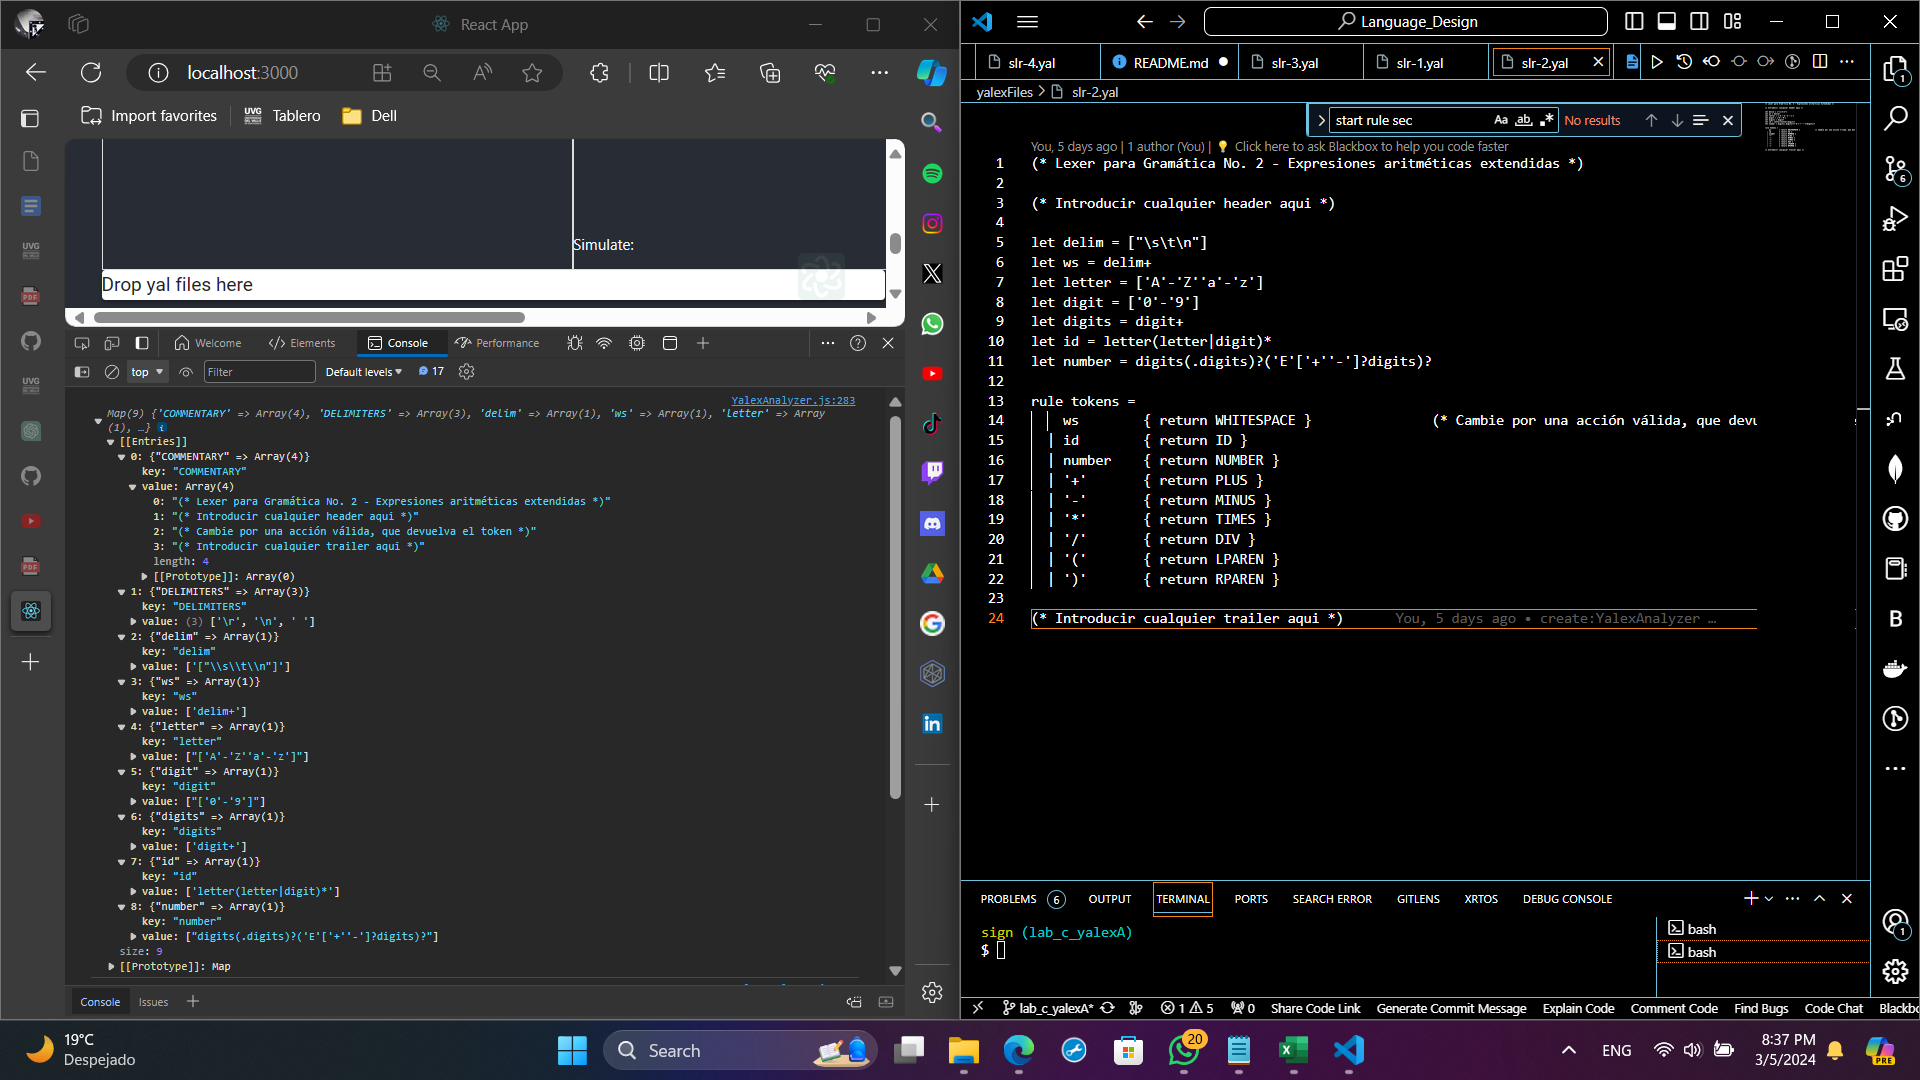 React App
localhost:3000
Import favorites
UVG
Tablero
Dell
Simulate:
Drop yal files here
Welcome
Elements
Console
Performance
top
Filter
Default levels
17
YalexAnalyzer.js:283
Map(9) {'COMMENTARY' => Array(4), 'DELIMITERS' => Array(3), 'delim' => Array(1), 'ws' => Array(1), 'letter' => Array
(1), …}
[[Entries]]
0: {"COMMENTARY" => Array(4)}
key: "COMMENTARY"
value: Array(4)
0: "(* Lexer para Gramática No. 2 - Expresiones aritméticas extendidas *)"
1: "(* Introducir cualquier header aqui *)"
2: "(* Cambie por una acción válida, que devuelva el token *)"
3: "(* Introducir cualquier trailer aqui *)"
length: 4
[[Prototype]]: Array(0)
1: {"DELIMITERS" => Array(3)}
key: "DELIMITERS"
value: (3) ['\r', '\n', ' ']
2: {"delim" => Array(1)}
key: "delim"
value: ['["\\s\\t\\n"]']
3: {"ws" => Array(1)}
key: "ws"
value: ['delim+']
4: {"letter" => Array(1)}
key: "letter"
value: ["['A'-'Z''a'-'z']"]
5: {"digit" => Array(1)}
key: "digit"
value: ["['0'-'9']"]
6: {"digits" => Array(1)}
key: "digits"
value: ['digit+']
7: {"id" => Array(1)}
key: "id"
value: ['letter(letter|digit)*']
8: {"number" => Array(1)}
key: "number"
value: ["digits(.digits)?('E'['+''-']?digits)?"]
size: 9
[[Prototype]]: Map
Console
Issues
Language_Design
slr-4.yal
README.md
slr-3.yal
slr-1.yal
slr-2.yal
yalexFiles > slr-2.yal
start rule sec
Aa
ab
No results
You, 5 days ago | 1 author (You) | 💡 Click here to ask Blackbox to help you code faster
1 (* Lexer para Gramática No. 2 - Expresiones aritméticas extendidas *)
2
3 (* Introducir cualquier header aqui *)
4
5 let delim = ["\s\t\n"]
6 let ws = delim+
7 let letter = ['A'-'Z''a'-'z']
8 let digit = ['0'-'9']
9 let digits = digit+
10 let id = letter(letter|digit)*
11 let number = digits(.digits)?('E'['+''-']?digits)?
12
13 rule tokens =
14 ws { return WHITESPACE } (* Cambie por una acción válida, que devu
15 | id { return ID }
16 | number { return NUMBER }
17 | '+' { return PLUS }
18 | '-' { return MINUS }
19 | '*' { return TIMES }
20 | '/' { return DIV }
21 | '(' { return LPAREN }
22 | ')' { return RPAREN }
23
24 (* Introducir cualquier trailer aqui *) You, 5 days ago • create:YalexAnalyzer …
PROBLEMS 6
OUTPUT
TERMINAL
PORTS
SEARCH ERROR
GITLENS
XRTOS
DEBUG CONSOLE
sign (lab_c_yalexA)
$
bash
bash
lab_c_yalexA*
1
5
0
Share Code Link
Generate Commit Message
Explain Code
Comment Code
Find Bugs
Code Chat
Blackbo
19°C
Despejado
Search
20
ENG
8:37 PM
3/5/2024
PRE